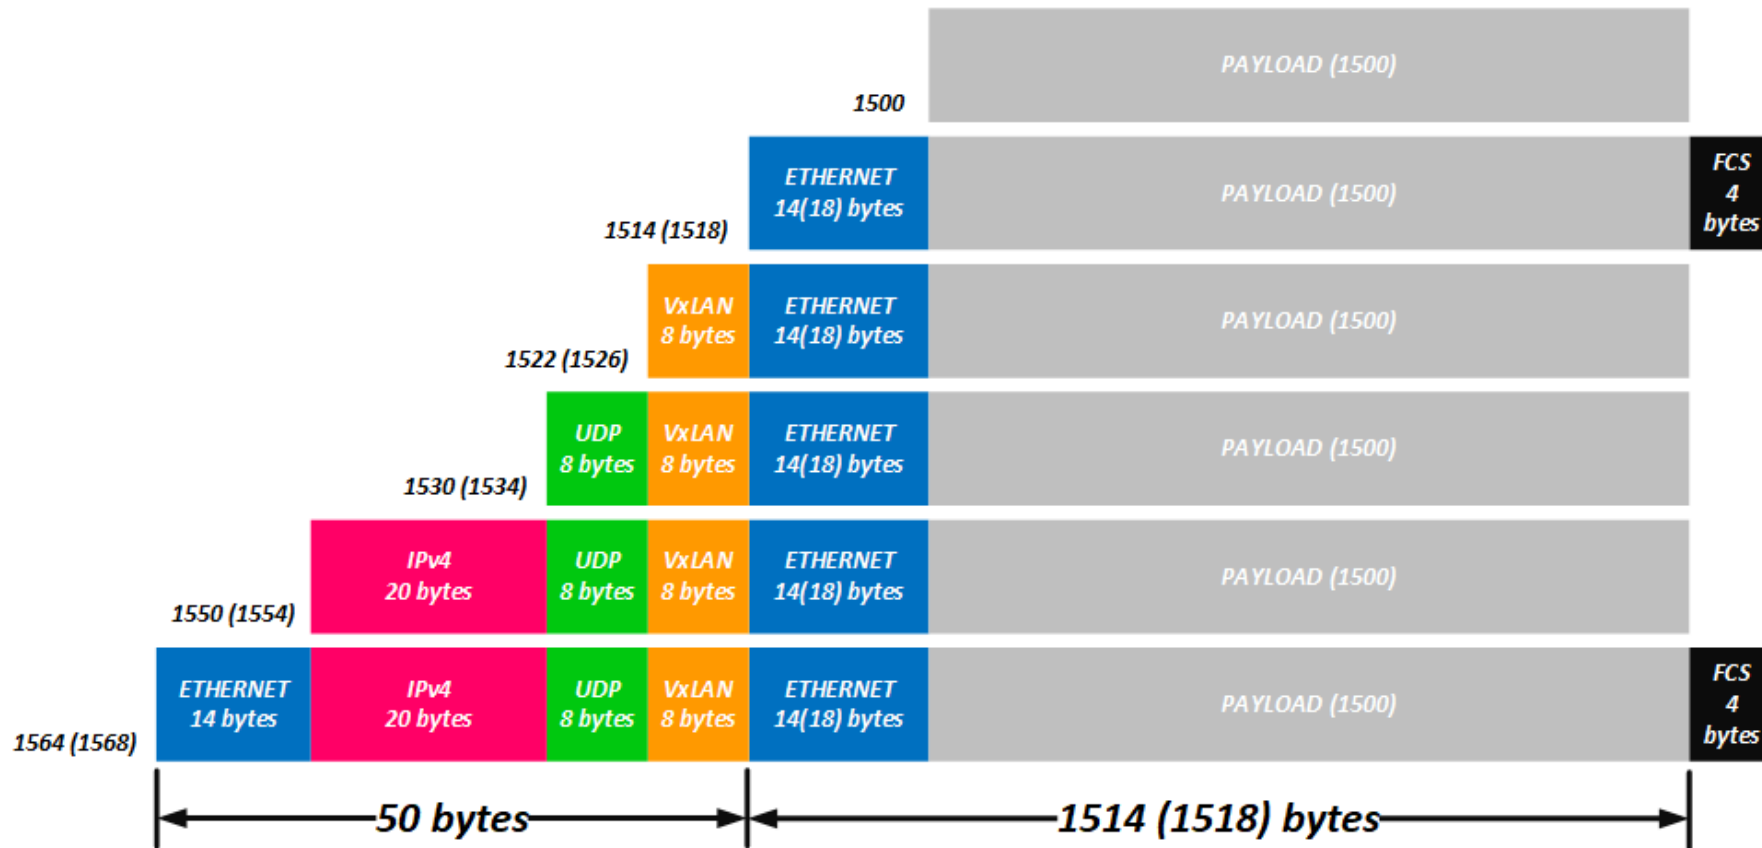 PAYLOAD (1500)
1500
ETHERNET
14(18) bytes
PAYLOAD (1500)
FCS
4
bytes
1514 (1518)
VxLAN
8 bytes
ETHERNET
14(18) bytes
PAYLOAD (1500)
1522 (1526)
UDP
8 bytes
VxLAN
8 bytes
ETHERNET
14(18) bytes
PAYLOAD (1500)
1530 (1534)
IPv4
20 bytes
UDP
8 bytes
VxLAN
8 bytes
ETHERNET
14(18) bytes
PAYLOAD (1500)
1550 (1554)
ETHERNET
14 bytes
IPv4
20 bytes
UDP
8 bytes
VxLAN
8 bytes
ETHERNET
14(18) bytes
PAYLOAD (1500)
FCS
4
bytes
1564 (1568)
50 bytes
1514 (1518) bytes